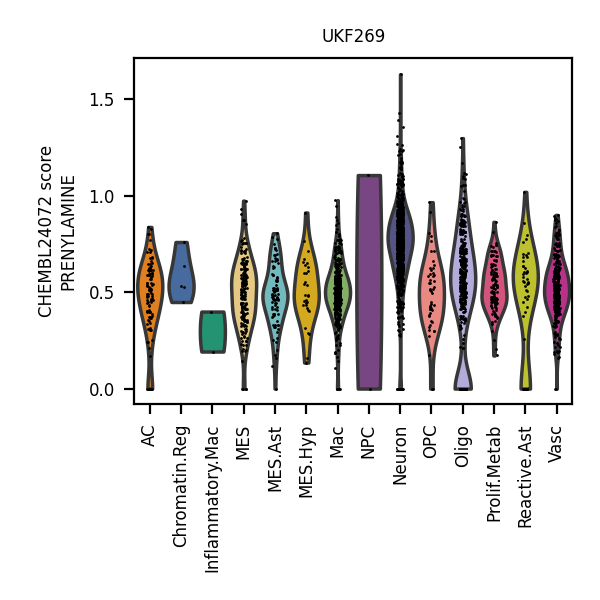 UKF269
CHEMBL24072 score
PRENYLAMINE
1.5
1.0
0.5
0.0
AC
Chromatin.Reg
Inflammatory.Mac
MES
MES.Ast
MES.Hyp
Mac
NPC
Neuron
OPC
Oligo
Prolif.Metab
Reactive.Ast
Vasc